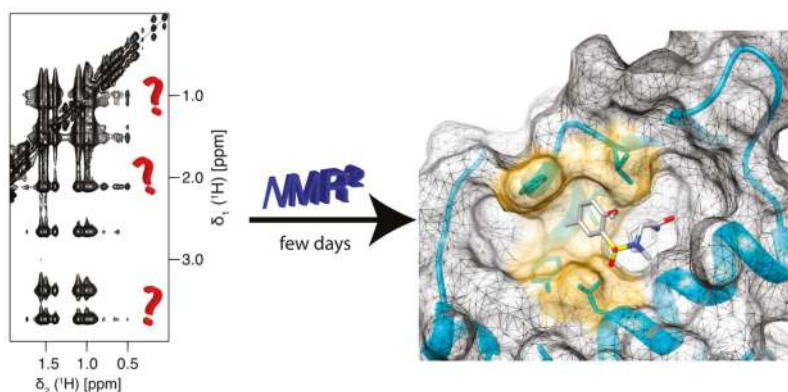 ?
?
?
1.0
2.0
3.0
δ₁ (¹H) [ppm]
1.5 1.0 0.5
δ₂ (¹H) [ppm]
NMR²
few days